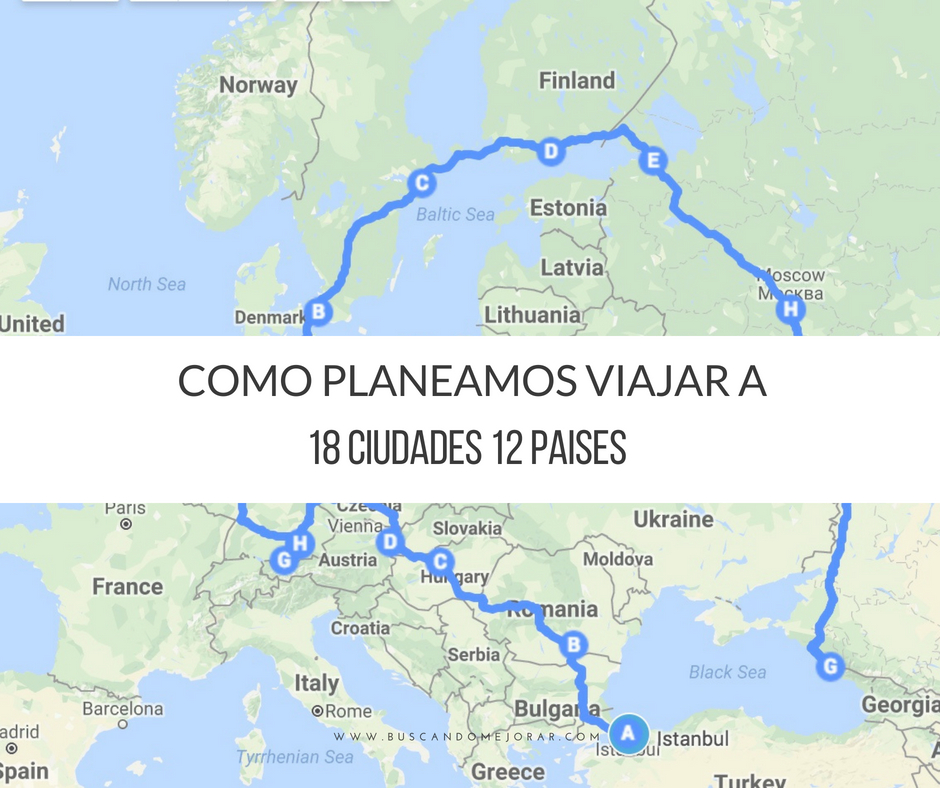 Norway
Finland
D
E
C
Baltic Sea
Estonia
Latvia
North Sea
Moscow
Москва
Denmark
B
Lithuania
H
United
COMO PLANEAMOS VIAJAR A
18 CIUDADES 12 PAISES
Paris
Czechia
Vienna
Slovakia
Ukraine
H
G
D
Austria
C
Hungary
Moldova
France
Romania
Croatia
B
Serbia
Black Sea
G
Italy
Barcelona
Rome
Bulgaria
Georgia
adrid
WWW.BUSCANDOMEJORAR.COM
A
Istanbul
Istanbul
Tyrrhenian Sea
Spain
Greece
Turkey